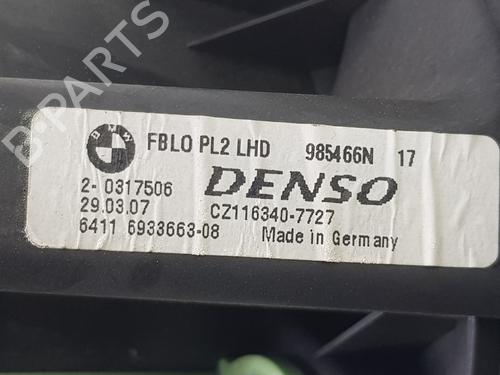 B-PARTS
BMW FBLO PL2 LHD 985466N 17
2- 0317506 DENSO
29.03.07 CZ116340-7727
6411 6933663-08 Made in Germany